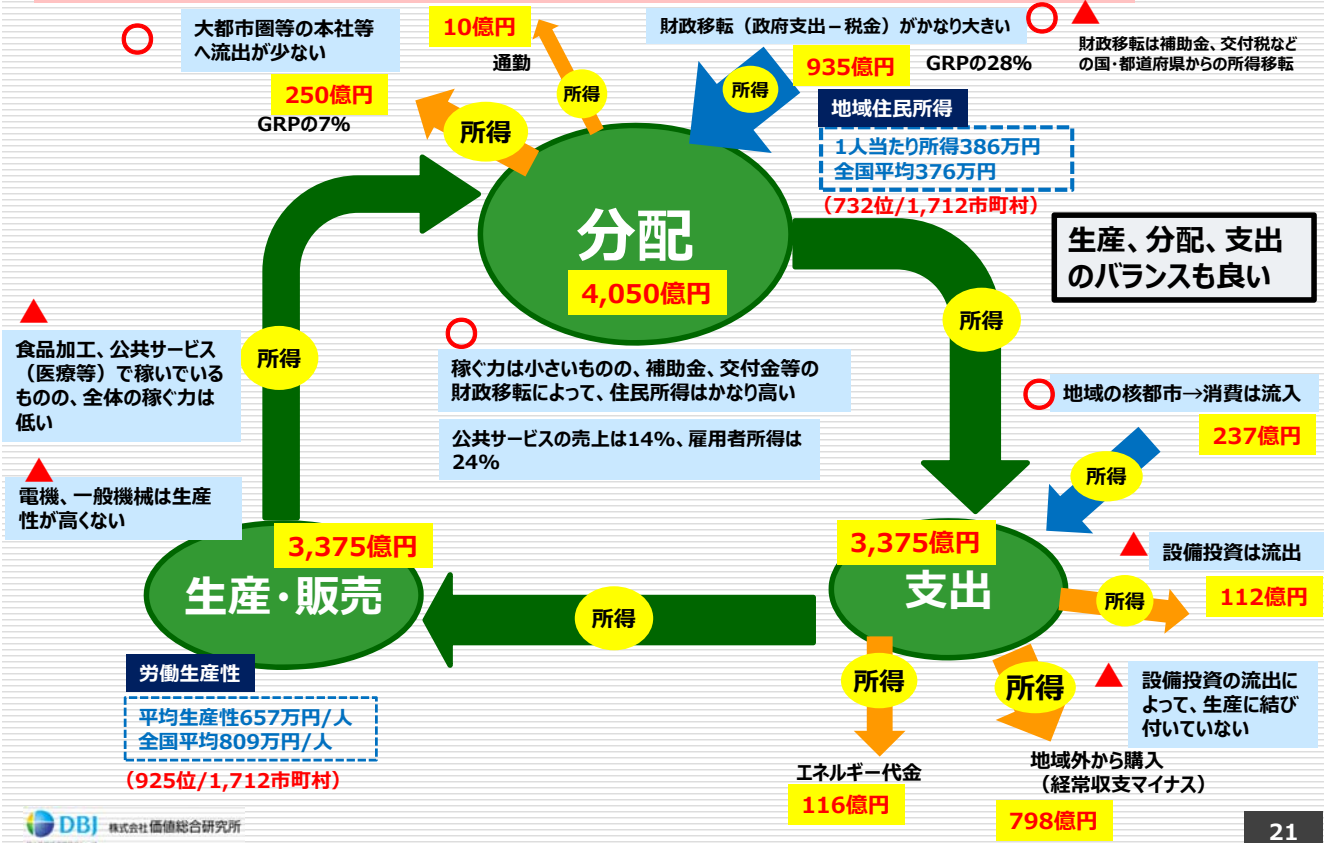 大都市圏等の本社等
へ流出が少ない
250億円
GRPの7%
所得
10億円
通勤
所得
財政移転（政府支出－税金）がかなり大きい
935億円
GRPの28%
所得
財政移転は補助金、交付税など
の国・都道府県からの所得移転
地域住民所得
1人当たり所得386万円
全国平均376万円
（732位/1,712市町村）
分配
4,050億円
生産、分配、支出
のバランスも良い
所得
所得
食品加工、公共サービス
（医療等）で稼いでいる
ものの、全体の稼ぐ力は
低い
稼ぐ力は小さいものの、補助金、交付金等の
財政移転によって、住民所得はかなり高い
公共サービスの売上は14%、雇用者所得は
24%
地域の核都市→消費は流入
237億円
所得
電機、一般機械は生産
性が高くない
3,375億円
生産・販売
3,375億円
支出
設備投資は流出
112億円
所得
所得
労働生産性
平均生産性657万円/人
全国平均809万円/人
（925位/1,712市町村）
所得
エネルギー代金
116億円
所得
地域外から購入
（経常収支マイナス）
798億円
設備投資の流出に
よって、生産に結び
付いていない
DBJ 株式会社価値総合研究所
21